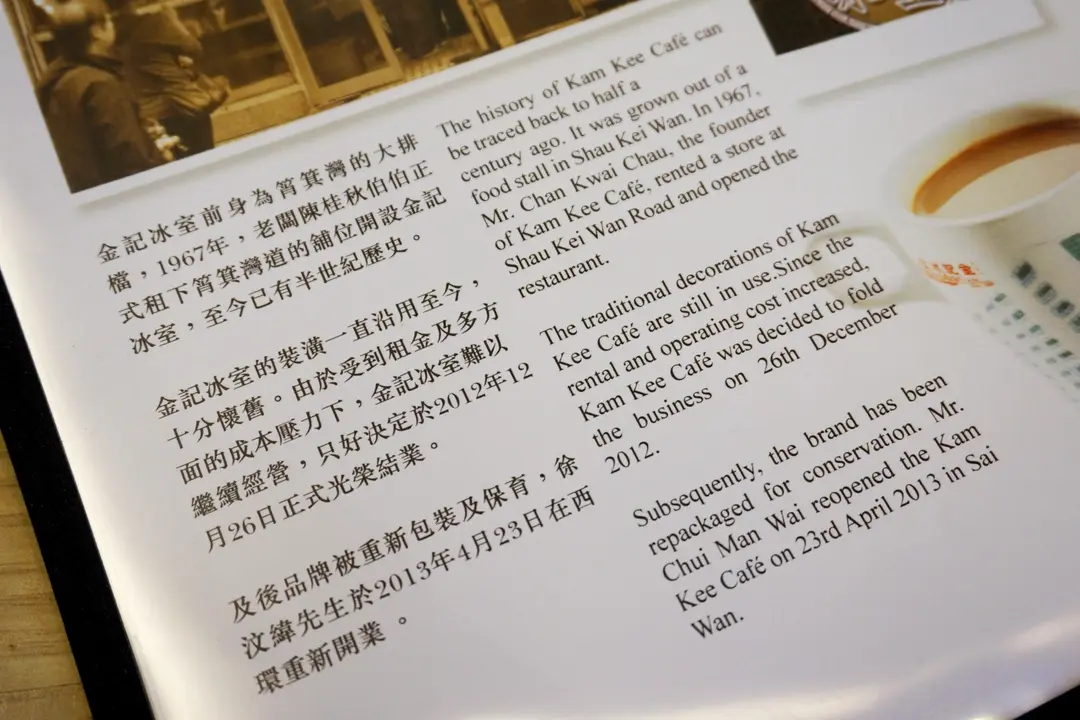 金記冰室前身為筲箕灣的大排
檔，1967年，老闆陳桂秋伯伯正
式租下筲箕灣道的舖位開設金記
冰室，至今已有半世紀歷史。
金記冰室的裝潢一直沿用至今，
十分懷舊。由於受到租金及多方
面的成本壓力下，金記冰室難以
繼續經營，只好決定於2012年12
月26日正式光榮結業。
及後品牌被重新包裝及保育，徐
汶緯先生於2013年4月23日在西
環重新開業。
The history of Kam Kee Café can
be traced back to half a
century ago. It was grown out of a
food stall in Shau Kei Wan. In 1967,
Mr. Chan Kwai Chau, the founder
of Kam Kee Café, rented a store at
Shau Kei Wan Road and opened the
restaurant.
The traditional decorations of Kam
Kee Café are still in use.Since the
rental and operating cost increased,
Kam Kee Café was decided to fold
the business on 26th December
2012.
Subsequently, the brand has been
repackaged for conservation. Mr.
Chui Man Wai reopened the Kam
Kee Café on 23rd April 2013 in Sai
Wan.